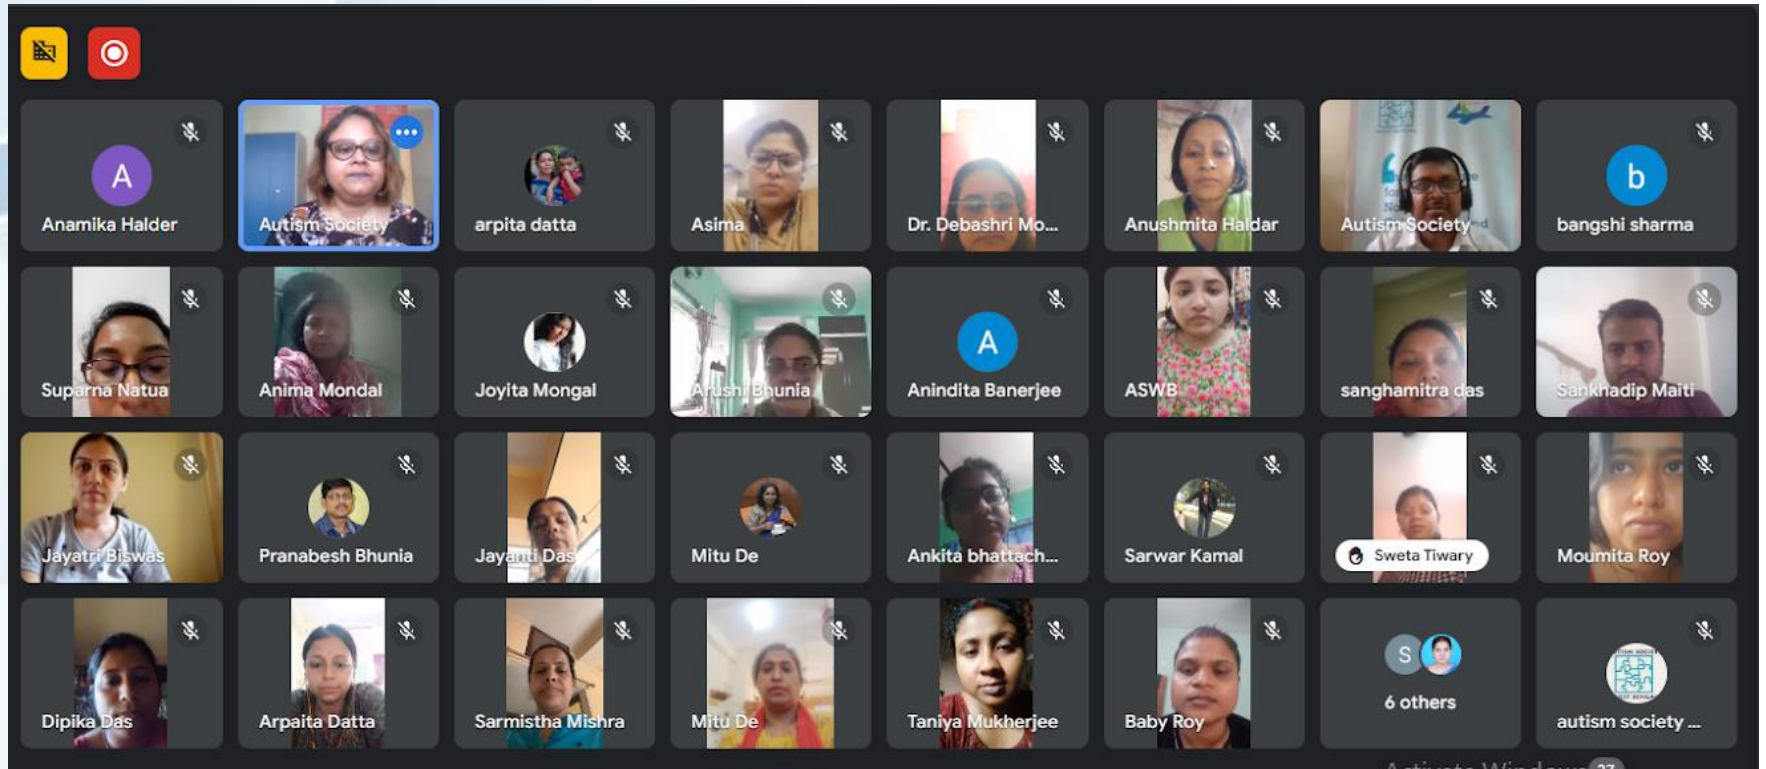 A
Anamika Halder
Autism Society
arpita datta
Asima
Dr. Debashri Mo...
Anushmita Haldar
Autism Society
b
bangshi sharma
Suparna Natua
Anima Mondal
Joyita Mongal
Arushi Bhunia
A
Anindita Banerjee
ASWB
sanghamitra das
Sankhadip Maiti
Jayatri Biswas
Pranabesh Bhunia
Jayanti Das
Mitu De
Ankita bhattach...
Sarwar Kamal
Sweta Tiwary
Moumita Roy
Dipika Das
Arpaita Datta
Sarmistha Mishra
Mitu De
Taniya Mukherjee
Baby Roy
S
6 others
autism society ...
Activate Windows
37